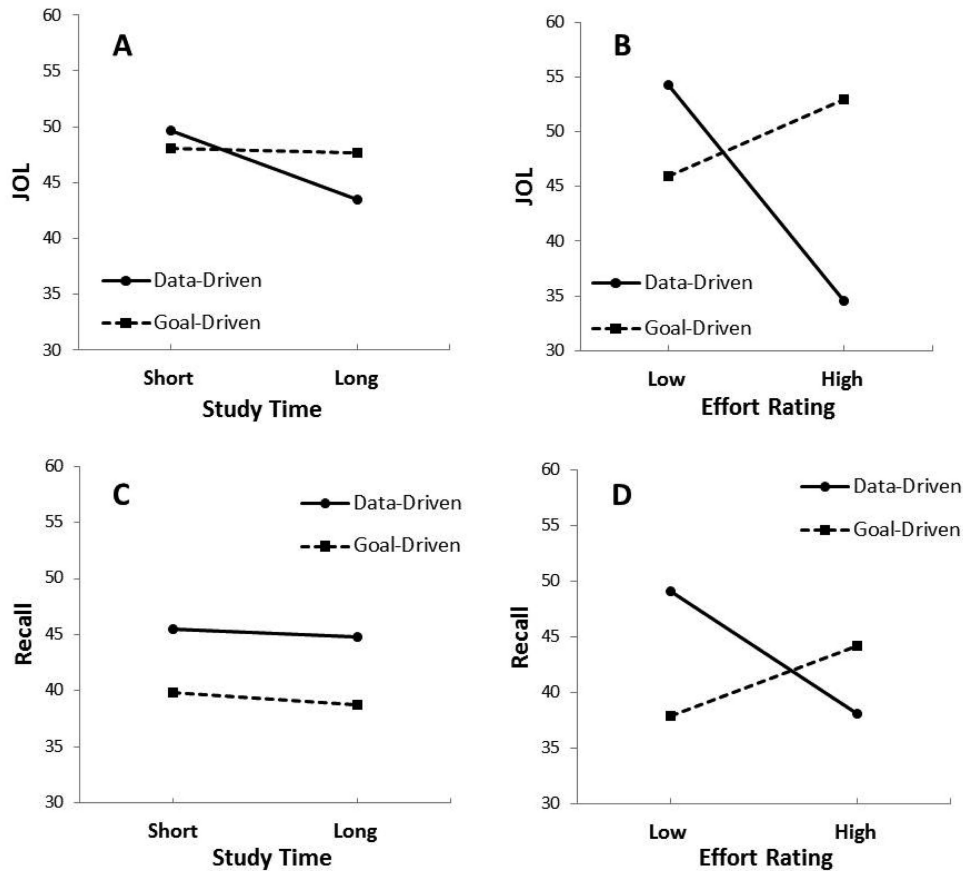 A
JOL
60
55
50
45
40
35
30
Data-Driven
Goal-Driven
Short Long
Study Time
B
JOL
60
55
50
45
40
35
30
Data-Driven
Goal-Driven
Low High
Effort Rating
C
Recall
60
55
50
45
40
35
30
Data-Driven
Goal-Driven
Short Long
Study Time
D
Recall
60
55
50
45
40
35
30
Data-Driven
Goal-Driven
Low High
Effort Rating